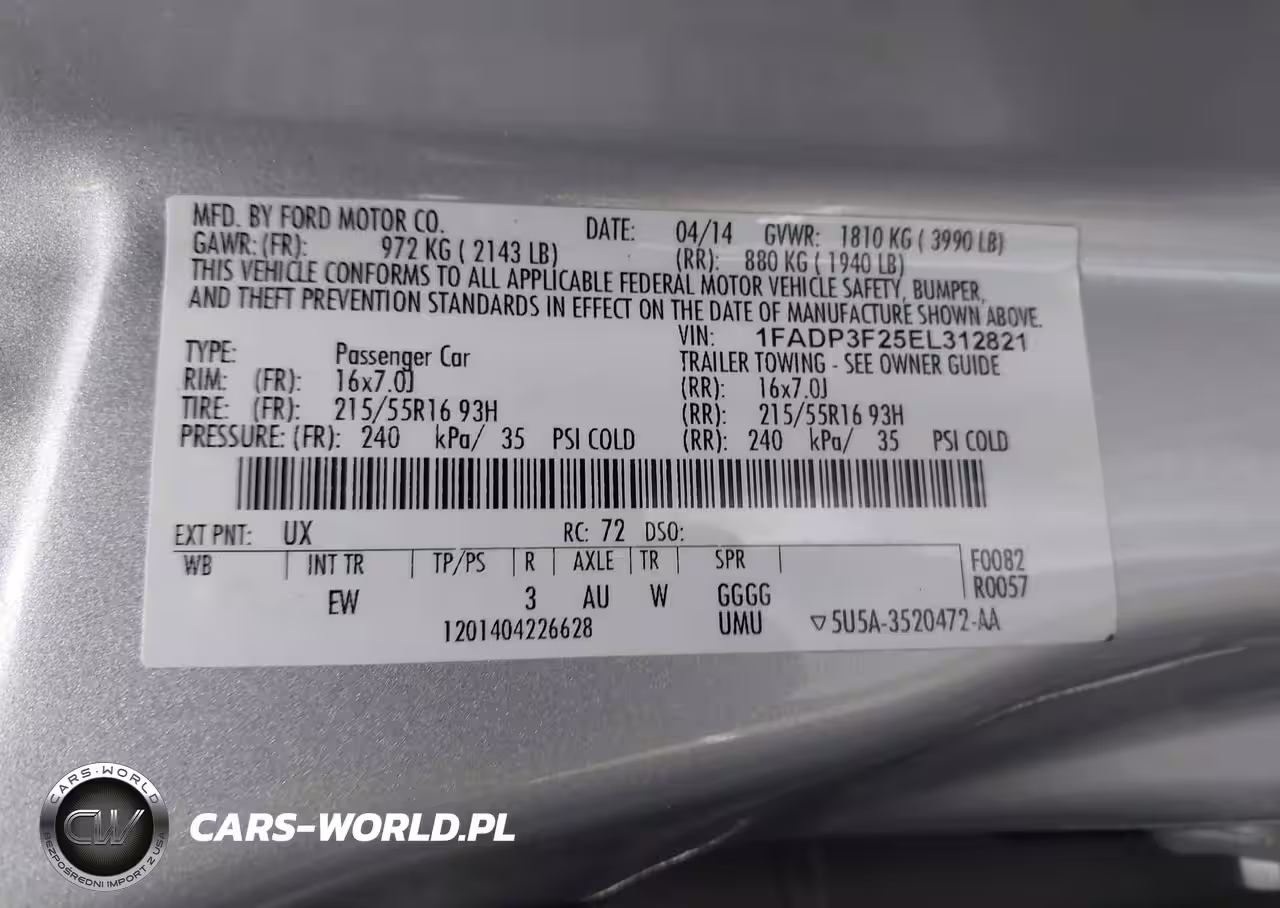 MFD. BY FORD MOTOR CO. DATE: 04/14 GVWR: 1810 KG ( 3990 LB)
GAWR: (FR): 972 KG ( 2143 LB) (RR): 880 KG ( 1940 LB)
THIS VEHICLE CONFORMS TO ALL APPLICABLE FEDERAL MOTOR VEHICLE SAFETY, BUMPER,
AND THEFT PREVENTION STANDARDS IN EFFECT ON THE DATE OF MANUFACTURE SHOWN ABOVE.
VIN: 1FADP3F25EL312821
TYPE: Passenger Car TRAILER TOWING - SEE OWNER GUIDE
RIM: (FR): 16x7.0J (RR): 16x7.0J
TIRE: (FR): 215/55R16 93H (RR): 215/55R16 93H
PRESSURE: (FR): 240 kPa/ 35 PSI COLD (RR): 240 kPa/ 35 PSI COLD
EXT PNT: UX RC: 72 DSO:
WB INT TR TP/PS R AXLE TR SPR F0082
EW 3 AU W GGGG R0057
1201404226628 UMU ▽5U5A-3520472-AA
CARS-WORLD
CW
BEZPOŚREDNI IMPORT Z USA
CARS-WORLD.PL